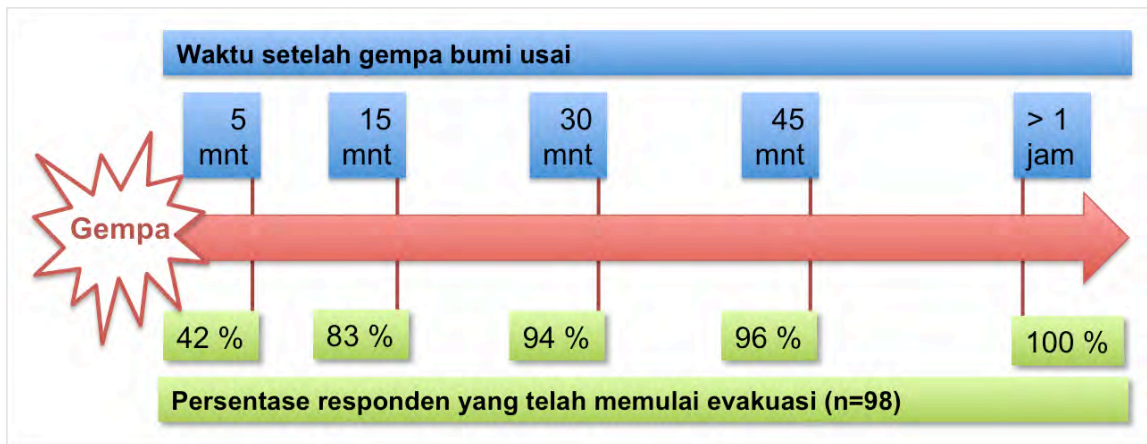 Waktu setelah gempa bumi usai
5
mnt
15
mnt
30
mnt
45
mnt
> 1
jam
Gempa
42 %
83 %
94 %
96 %
100 %
Persentase responden yang telah memulai evakuasi (n=98)